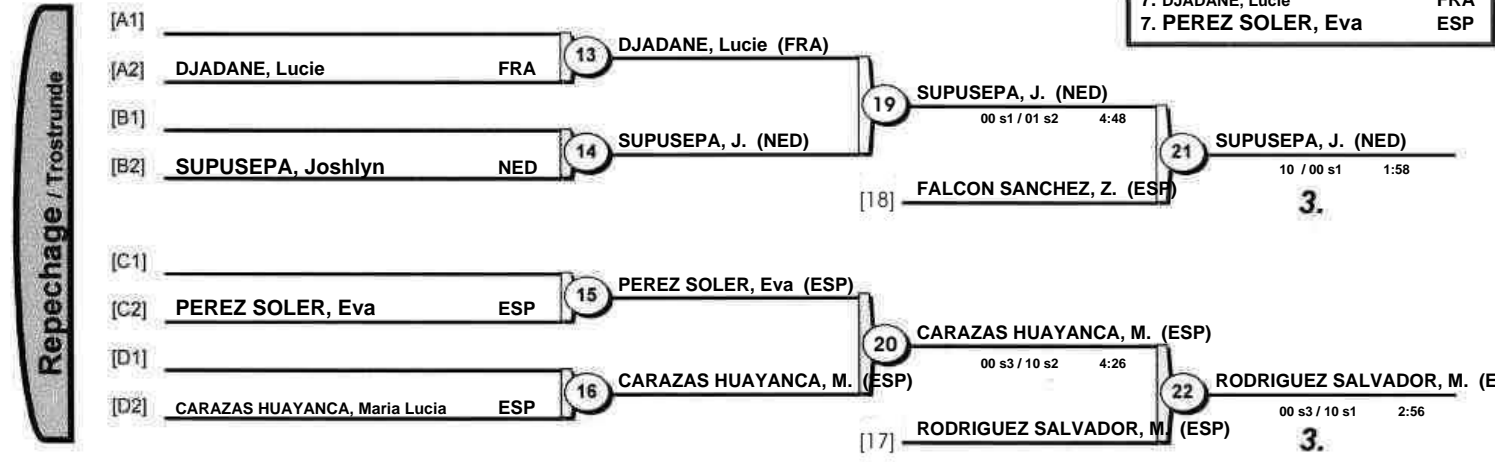 7. DJADANE, Lucie FRA
7. PEREZ SOLER, Eva ESP
Repechage / Trostrunde
[A1]
[A2] DJADANE, Lucie FRA
13
DJADANE, Lucie (FRA)
[B1]
[B2] SUPUSEPA, Joshlyn NED
14
SUPUSEPA, J. (NED)
19
SUPUSEPA, J. (NED)
00 s1 / 01 s2 4:48
[18] FALCON SANCHEZ, Z. (ESP)
21
SUPUSEPA, J. (NED)
10 / 00 s1 1:58
3.
[C1]
[C2] PEREZ SOLER, Eva ESP
15
PEREZ SOLER, Eva (ESP)
[D1]
[D2] CARAZAS HUAYANCA, Maria Lucia ESP
16
CARAZAS HUAYANCA, M. (ESP)
20
CARAZAS HUAYANCA, M. (ESP)
00 s3 / 10 s2 4:26
[17] RODRIGUEZ SALVADOR, M. (ESP)
22
RODRIGUEZ SALVADOR, M. (E
00 s3 / 10 s1 2:56
3.